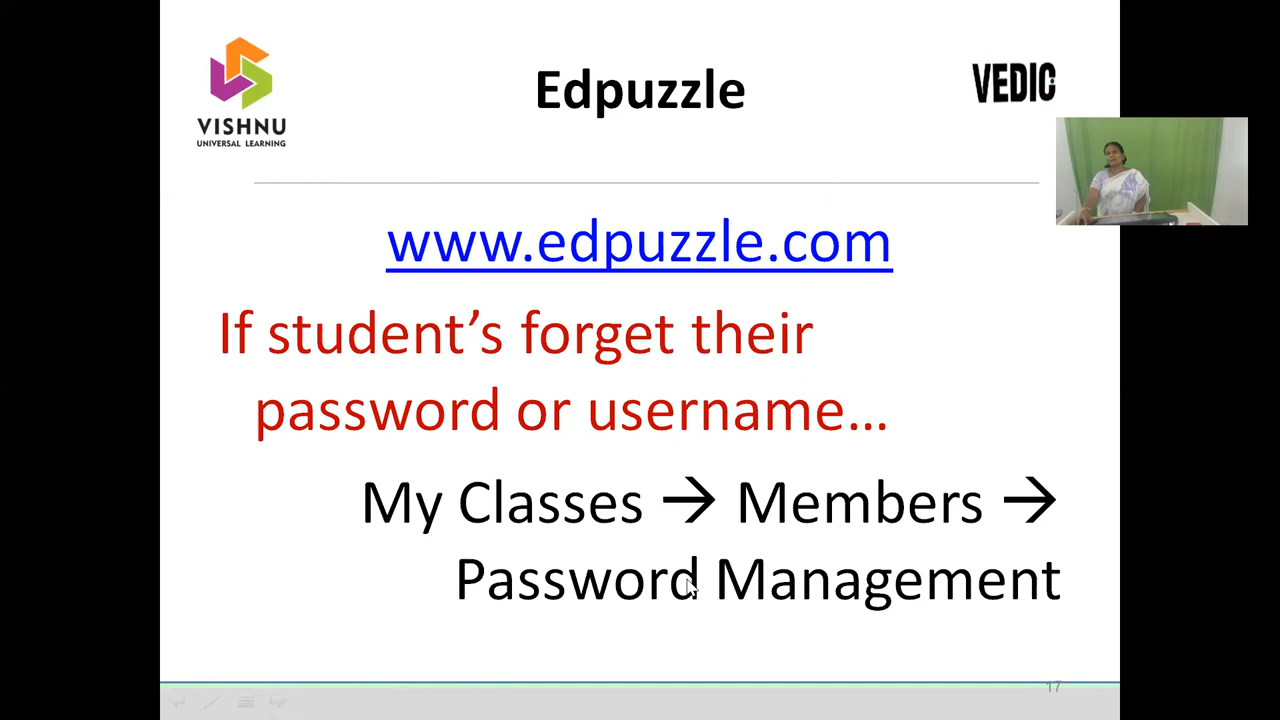 VISHNU
UNIVERSAL LEARNING
Edpuzzle
VEDIC
www.edpuzzle.com
If student’s forget their
password or username...
My Classes → Members →
Password Management
17